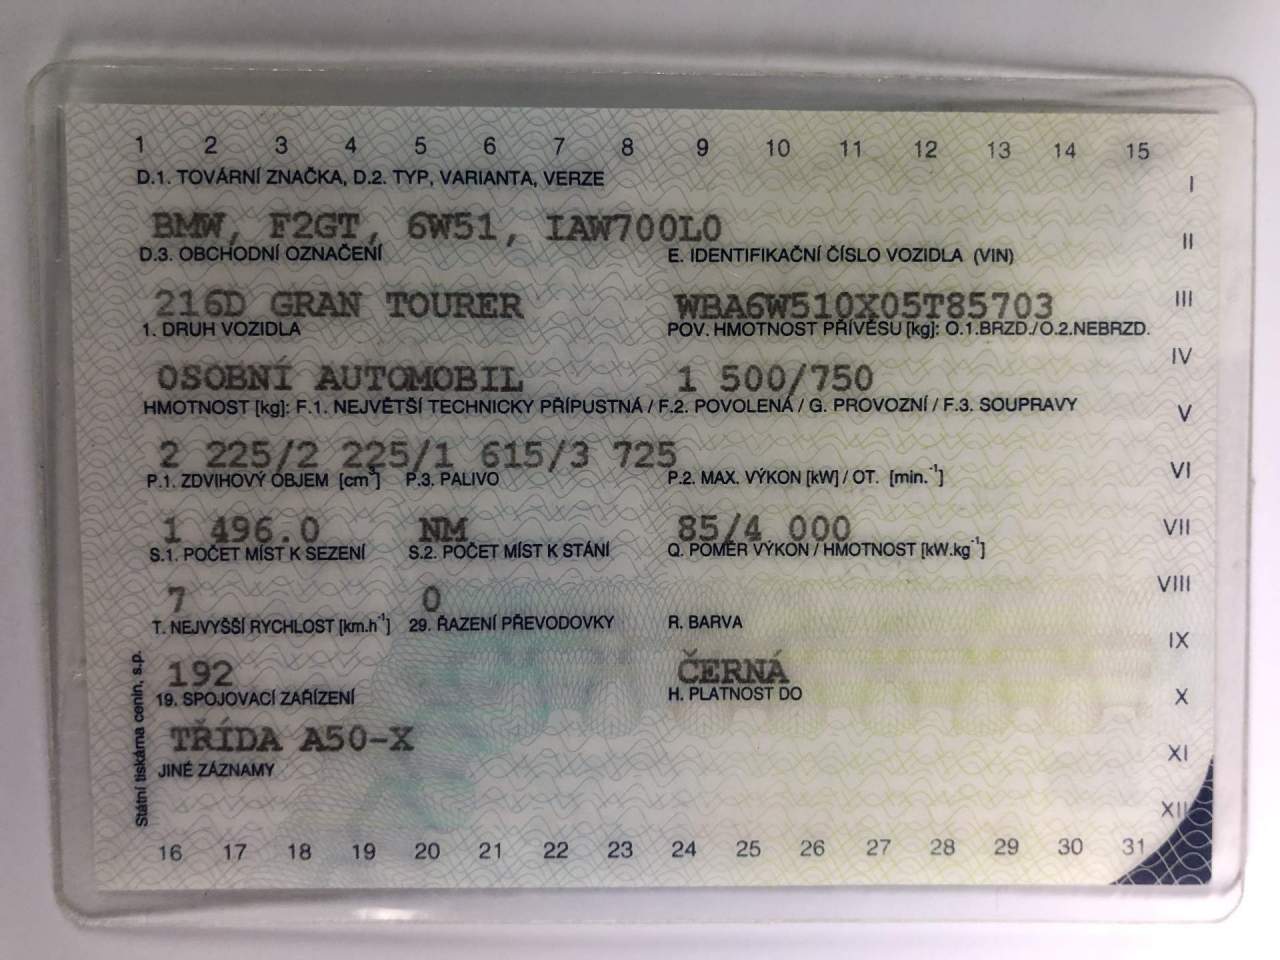 1 2 3 4 5 6 7 8 9 10 11 12 13 14 15
D.1. TOVÁRNÍ ZNAČKA, D.2. TYP, VARIANTA, VERZE
I
BMW, F2GT, 6W51, IAW700L0
II
D.3. OBCHODNÍ OZNAČENÍ E. IDENTIFIKAČNÍ ČÍSLO VOZIDLA (VIN)
216D GRAN TOURER WBA6W510X05T85703
III
1. DRUH VOZIDLA POV. HMOTNOST PŘÍVĚSU [kg]: O.1.BRZD./O.2.NEBRZD.
IV
OSOBNÍ AUTOMOBIL 1 500/750
HMOTNOST [kg]: F.1. NEJVĚTŠÍ TECHNICKY PŘÍPUSTNÁ / F.2. POVOLENÁ / G. PROVOZNÍ / F.3. SOUPRAVY
V
2 225/2 225/1 615/3 725
VI
P.1. ZDVIHOVÝ OBJEM [cm³] P.3. PALIVO P.2. MAX. VÝKON [kW] / OT. [min.⁻¹]
1 496.0 NM 85/4 000
VII
S.1. POČET MÍST K SEZENÍ S.2. POČET MÍST K STÁNÍ Q. POMĚR VÝKON / HMOTNOST [kW.kg⁻¹]
VIII
7 0
T. NEJVYŠŠÍ RYCHLOST [km.h⁻¹] 29. ŘAZENÍ PŘEVODOVKY R. BARVA
IX
192 ČERNÁ
19. SPOJOVACÍ ZAŘÍZENÍ H. PLATNOST DO
X
TŘÍDA A50-X
XI
JINÉ ZÁZNAMY
XII
Státní tiskárna cenin, s.p.
16 17 18 19 20 21 22 23 24 25 26 27 28 29 30 31